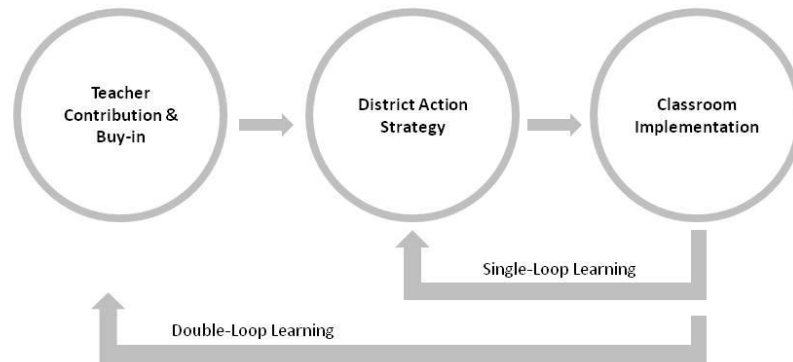 Teacher
Contribution &
Buy-in
District Action
Strategy
Classroom
Implementation
Single-Loop Learning
Double-Loop Learning